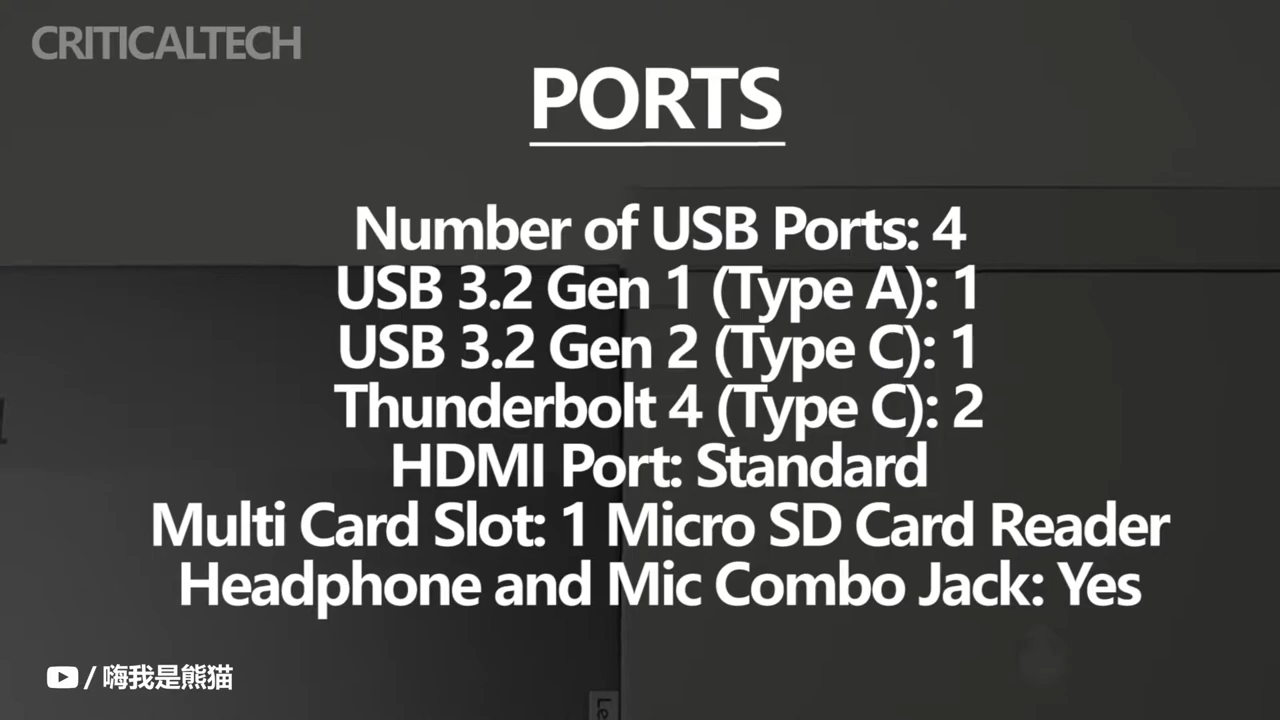 CRITICALTECH
PORTS
Number of USB Ports: 4
USB 3.2 Gen 1 (Type A): 1
USB 3.2 Gen 2 (Type C): 1
Thunderbolt 4 (Type C): 2
HDMI Port: Standard
Multi Card Slot: 1 Micro SD Card Reader
Headphone and Mic Combo Jack: Yes
/ 嗨我是熊猫
Le